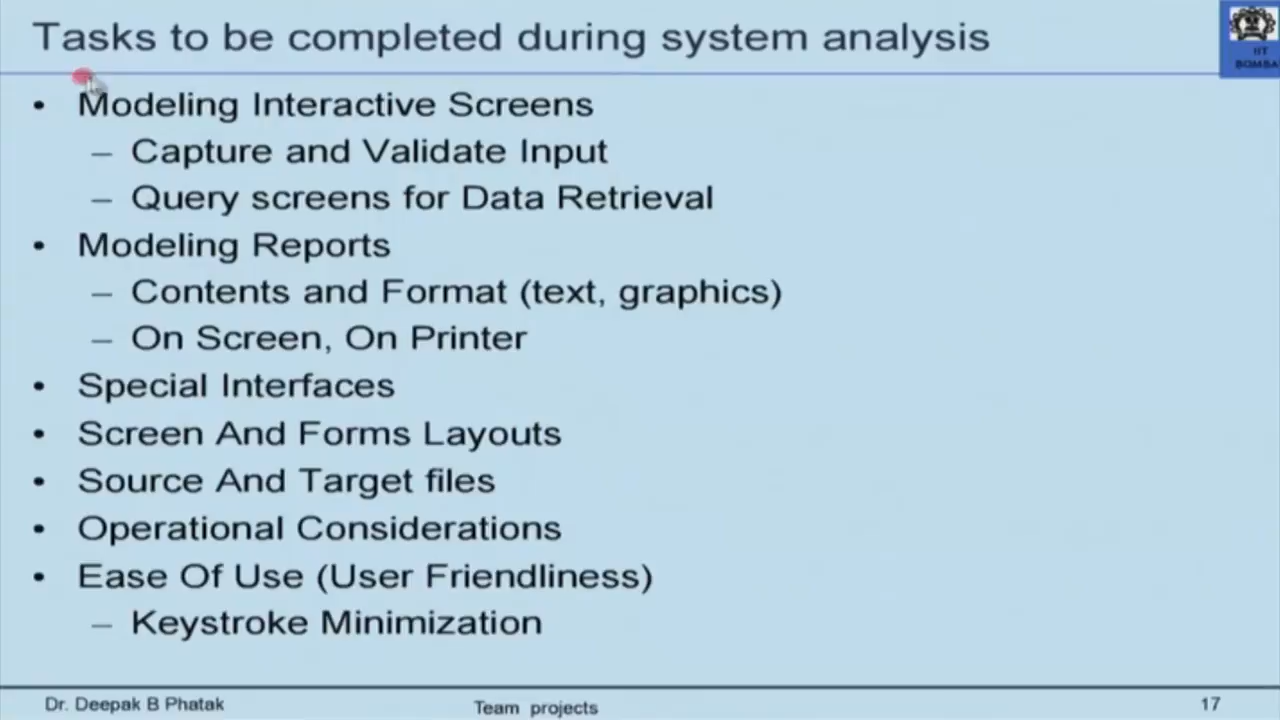 Tasks to be completed during system analysis
IIT
BOMBA
• Modeling Interactive Screens
– Capture and Validate Input
– Query screens for Data Retrieval
• Modeling Reports
– Contents and Format (text, graphics)
– On Screen, On Printer
• Special Interfaces
• Screen And Forms Layouts
• Source And Target files
• Operational Considerations
• Ease Of Use (User Friendliness)
– Keystroke Minimization
Dr. Deepak B Phatak
Team projects
17